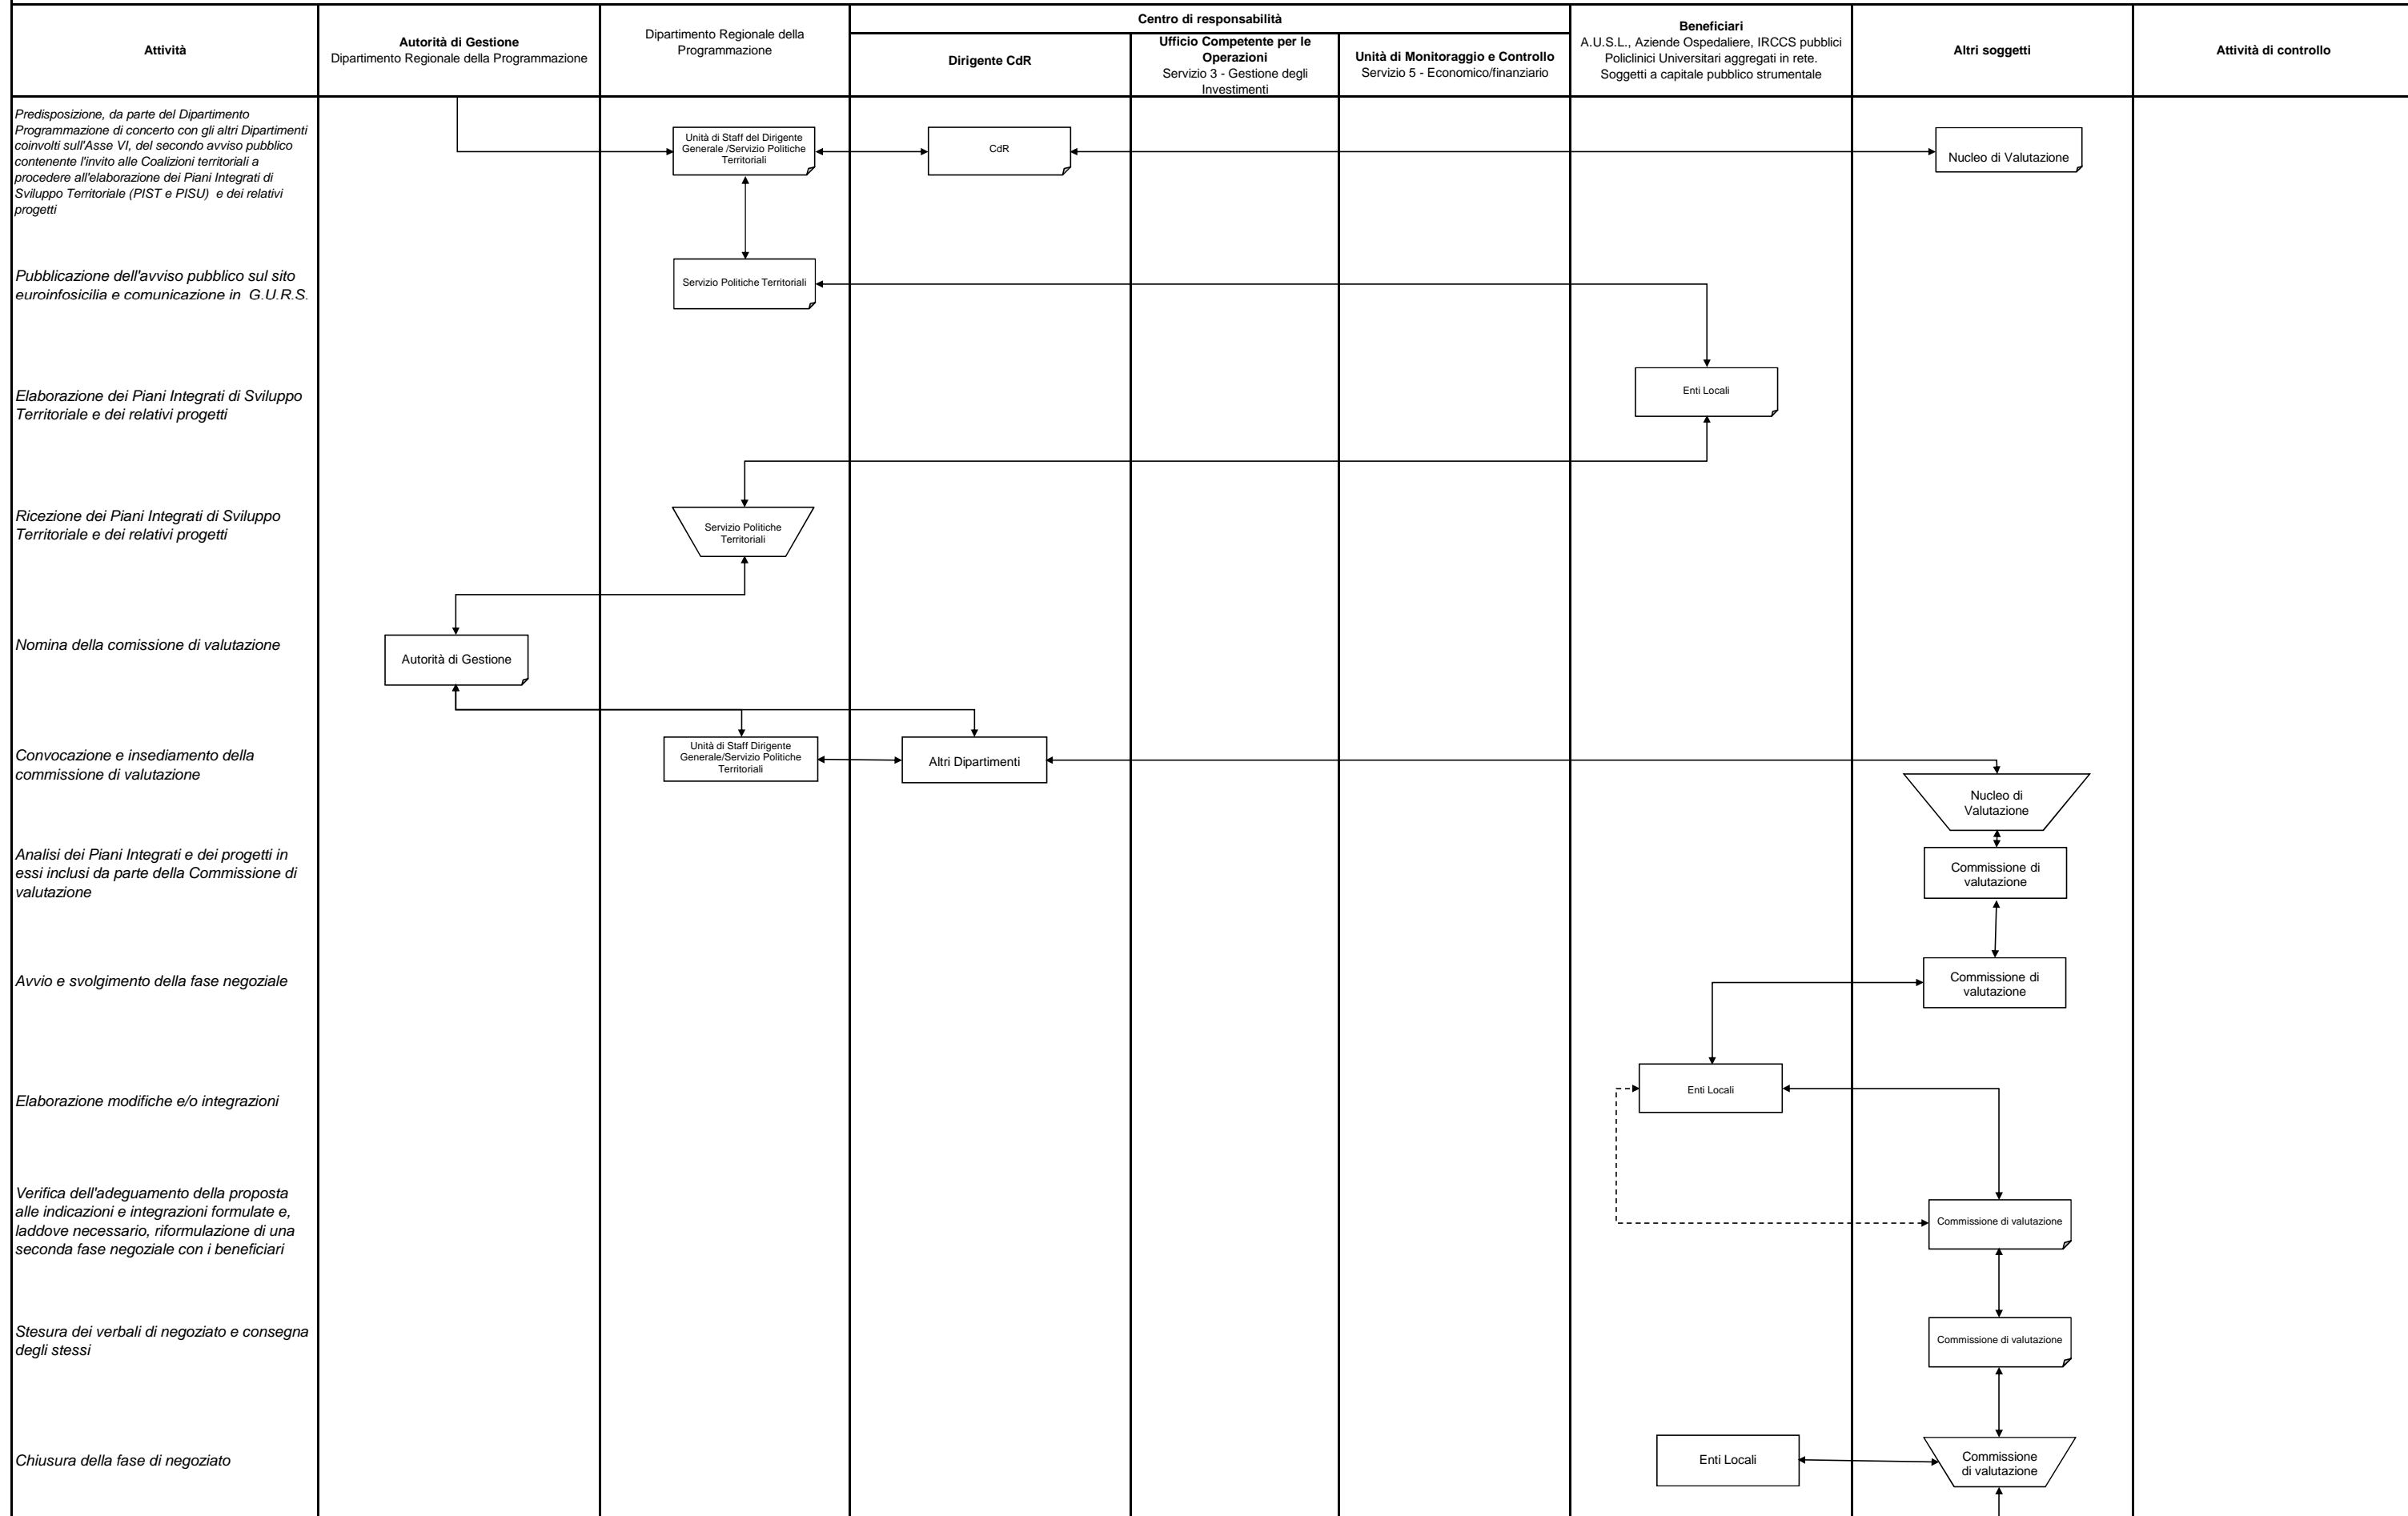 Attività
Autorità di Gestione
Dipartimento Regionale della Programmazione
Dipartimento Regionale della
Programmazione
Centro di responsabilità
Dirigente CdR
Ufficio Competente per le
Operazioni
Servizio 3 - Gestione degli
Investimenti
Unità di Monitoraggio e Controllo
Servizio 5 - Economico/finanziario
Beneficiari
A.U.S.L., Aziende Ospedaliere, IRCCS pubblici
Policlinici Universitari aggregati in rete.
Soggetti a capitale pubblico strumentale
Altri soggetti
Attività di controllo
Predisposizione, da parte del Dipartimento
Programmazione di concerto con gli altri Dipartimenti
coinvolti sull'Asse VI, del secondo avviso pubblico
contenente l'invito alle Coalizioni territoriali a
procedere all'elaborazione dei Piani Integrati di
Sviluppo Territoriale (PIST e PISU) e dei relativi
progetti
Unità di Staff del Dirigente
Generale /Servizio Politiche
Territoriali
CdR
Nucleo di Valutazione
Pubblicazione dell'avviso pubblico sul sito
euroinfosicilia e comunicazione in G.U.R.S.
Servizio Politiche Territoriali
Elaborazione dei Piani Integrati di Sviluppo
Territoriale e dei relativi progetti
Enti Locali
Ricezione dei Piani Integrati di Sviluppo
Territoriale e dei relativi progetti
Servizio Politiche
Territoriali
Nomina della comissione di valutazione
Autorità di Gestione
Convocazione e insediamento della
commissione di valutazione
Unità di Staff Dirigente
Generale/Servizio Politiche
Territoriali
Altri Dipartimenti
Nucleo di
Valutazione
Analisi dei Piani Integrati e dei progetti in
essi inclusi da parte della Commissione di
valutazione
Commissione di
valutazione
Avvio e svolgimento della fase negoziale
Commissione di
valutazione
Elaborazione modifiche e/o integrazioni
Enti Locali
Verifica dell'adeguamento della proposta
alle indicazioni e integrazioni formulate e,
laddove necessario, riformulazione di una
seconda fase negoziale con i beneficiari
Commissione di valutazione
Stesura dei verbali di negoziato e consegna
degli stessi
Commissione di valutazione
Chiusura della fase di negoziato
Enti Locali
Commissione
di valutazione